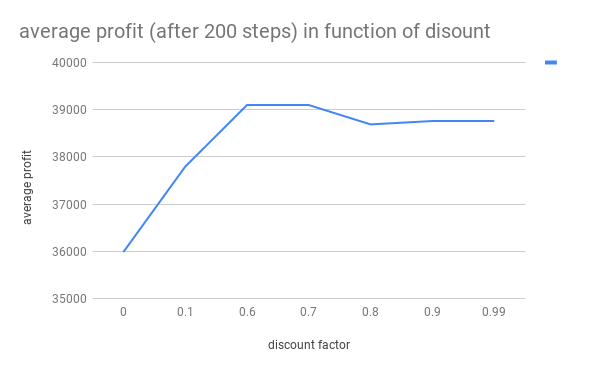 average profit (after 200 steps) in function of disount
40000
39000
38000
37000
36000
35000
average profit
0 0.1 0.6 0.7 0.8 0.9 0.99
discount factor